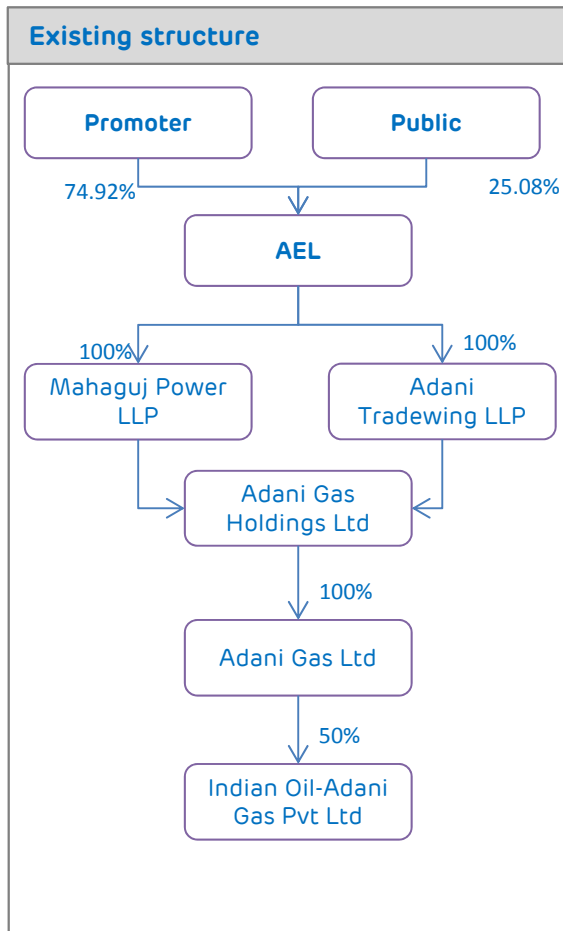 Existing structure
Promoter
Public
74.92%
25.08%
AEL
100%
100%
Mahaguj Power
LLP
Adani
Tradewing LLP
Adani Gas
Holdings Ltd
100%
Adani Gas Ltd
50%
Indian Oil-Adani
Gas Pvt Ltd